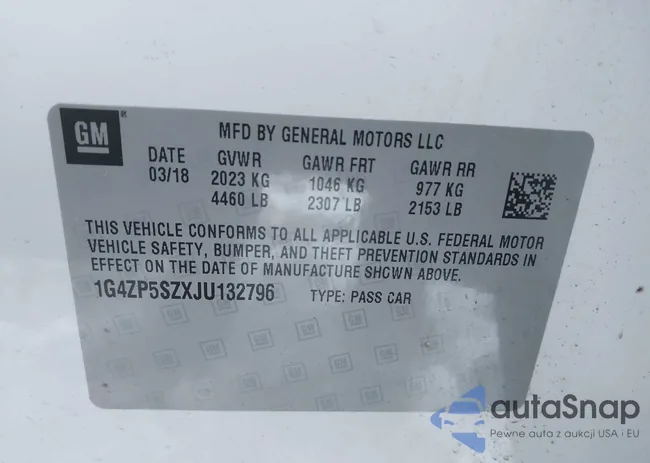 GM
MFD BY GENERAL MOTORS LLC
DATE GVWR GAWR FRT GAWR RR
03/18 2023 KG 1046 KG 977 KG
4460 LB 2307 LB 2153 LB
THIS VEHICLE CONFORMS TO ALL APPLICABLE U.S. FEDERAL MOTOR
VEHICLE SAFETY, BUMPER, AND THEFT PREVENTION STANDARDS IN
EFFECT ON THE DATE OF MANUFACTURE SHOWN ABOVE.
1G4ZP5SZXJU132796 TYPE: PASS CAR
autaSnap
Pewne auta z aukcji USA i EU